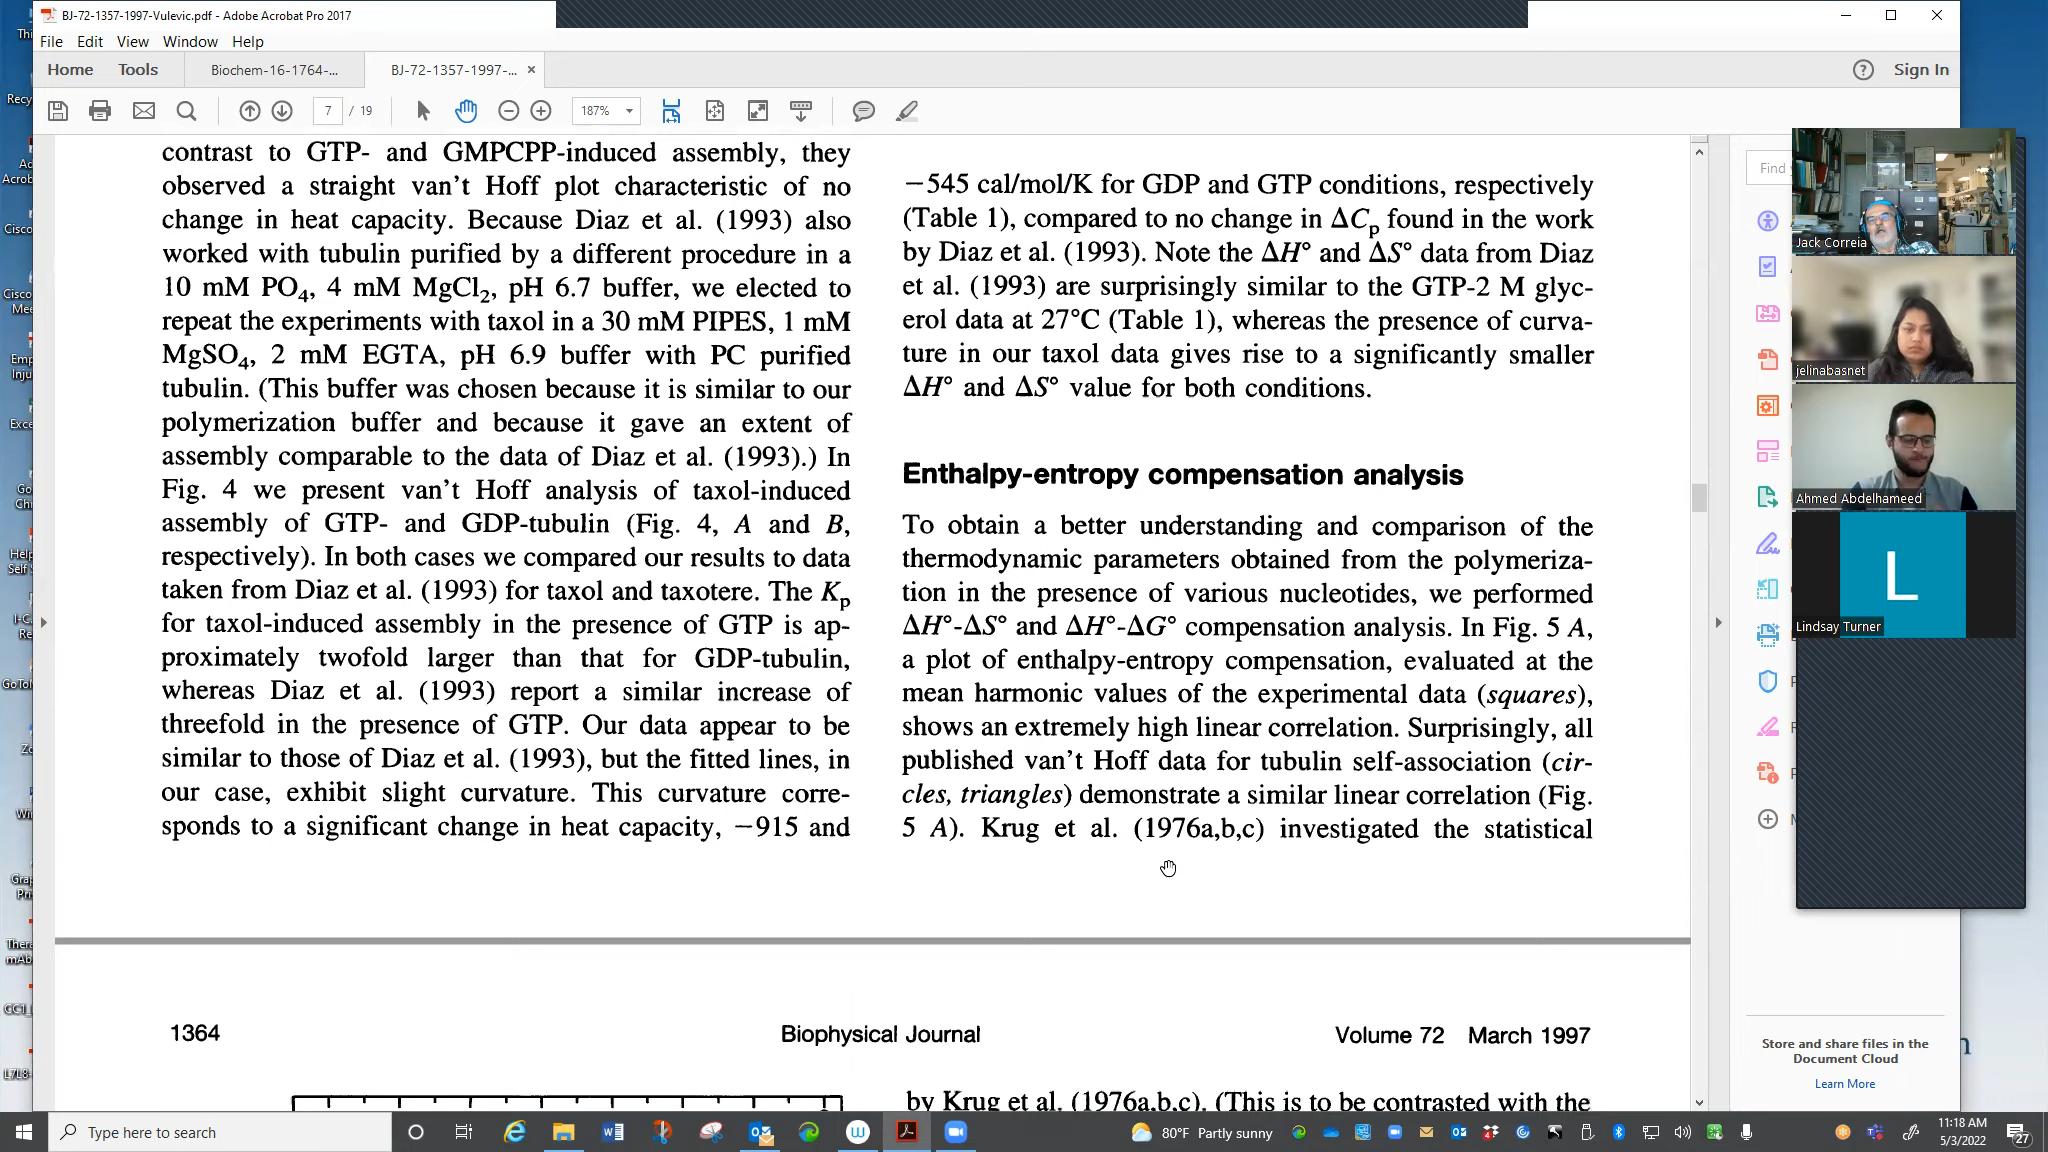 BJ-72-1357-1997-Vulevic.pdf - Adobe Acrobat Pro 2017
File Edit View Window Help
Home Tools Biochem-16-1764-... BJ-72-1357-1997-... × Sign In
7 / 19 187%
contrast to GTP- and GMPCPP-induced assembly, they
observed a straight van't Hoff plot characteristic of no
change in heat capacity. Because Diaz et al. (1993) also
worked with tubulin purified by a different procedure in a
10 mM PO₄, 4 mM MgCl₂, pH 6.7 buffer, we elected to
repeat the experiments with taxol in a 30 mM PIPES, 1 mM
MgSO₄, 2 mM EGTA, pH 6.9 buffer with PC purified
tubulin. (This buffer was chosen because it is similar to our
polymerization buffer and because it gave an extent of
assembly comparable to the data of Diaz et al. (1993).) In
Fig. 4 we present van't Hoff analysis of taxol-induced
assembly of GTP- and GDP-tubulin (Fig. 4, A and B,
respectively). In both cases we compared our results to data
taken from Diaz et al. (1993) for taxol and taxotere. The Kp
for taxol-induced assembly in the presence of GTP is ap-
proximately twofold larger than that for GDP-tubulin,
whereas Diaz et al. (1993) report a similar increase of
threefold in the presence of GTP. Our data appear to be
similar to those of Diaz et al. (1993), but the fitted lines, in
our case, exhibit slight curvature. This curvature corre-
sponds to a significant change in heat capacity, −915 and
−545 cal/mol/K for GDP and GTP conditions, respectively
(Table 1), compared to no change in ΔCp found in the work
by Diaz et al. (1993). Note the ΔH° and ΔS° data from Diaz
et al. (1993) are surprisingly similar to the GTP-2 M glyc-
erol data at 27°C (Table 1), whereas the presence of curva-
ture in our taxol data gives rise to a significantly smaller
ΔH° and ΔS° value for both conditions.
Enthalpy-entropy compensation analysis
To obtain a better understanding and comparison of the
thermodynamic parameters obtained from the polymeriza-
tion in the presence of various nucleotides, we performed
ΔH°-ΔS° and ΔH°-ΔG° compensation analysis. In Fig. 5 A,
a plot of enthalpy-entropy compensation, evaluated at the
mean harmonic values of the experimental data (squares),
shows an extremely high linear correlation. Surprisingly, all
published van't Hoff data for tubulin self-association (cir-
cles, triangles) demonstrate a similar linear correlation (Fig.
5 A). Krug et al. (1976a,b,c) investigated the statistical
1364 Biophysical Journal Volume 72 March 1997
by Krug et al. (1976a,b,c). (This is to be contrasted with the
Find
Jack Correia
jelinabasnet
Ahmed Abdelhameed
L
Lindsay Turner
Store and share files in the
Document Cloud
Learn More
Type here to search
80°F Partly sunny
11:18 AM
5/3/2022
27